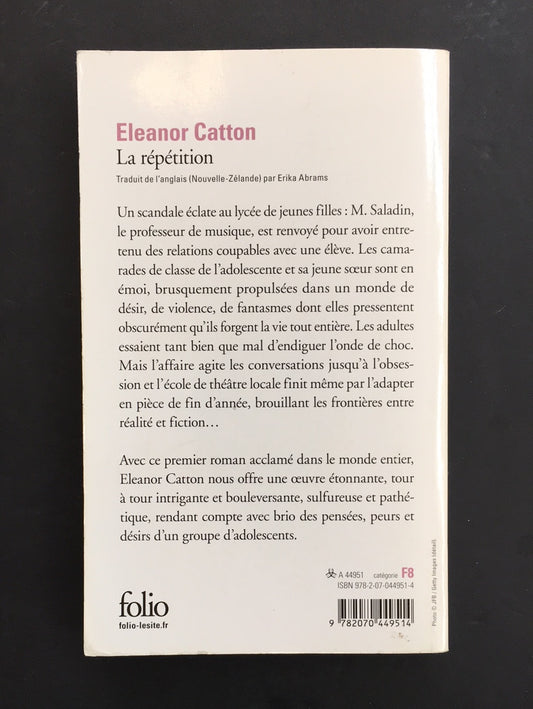 Eleanor Catton
La répétition
Traduit de l'anglais (Nouvelle-Zélande) par Erika Abrams
Un scandale éclate au lycée de jeunes filles : M. Saladin,
le professeur de musique, est renvoyé pour avoir entre-
tenu des relations coupables avec une élève. Les cama-
rades de classe de l'adolescente et sa jeune sœur sont en
émoi, brusquement propulsées dans un monde de
désir, de violence, de fantasmes dont elles pressentent
obscurément qu'ils forgent la vie tout entière. Les adultes
essaient tant bien que mal d'endiguer l'onde de choc.
Mais l'affaire agite les conversations jusqu'à l'obses-
sion et l'école de théâtre locale finit même par l'adapter
en pièce de fin d'année, brouillant les frontières entre
réalité et fiction…
Avec ce premier roman acclamé dans le monde entier,
Eleanor Catton nous offre une œuvre étonnante, tour
à tour intrigante et bouleversante, sulfureuse et pathé-
tique, rendant compte avec brio des pensées, peurs et
désirs d'un groupe d'adolescents.
A 44951 catégorie F8
ISBN 978-2-07-044951-4
folio
folio-lesite.fr
9 782070 449514
Photo © JFB / Getty Images (détail).